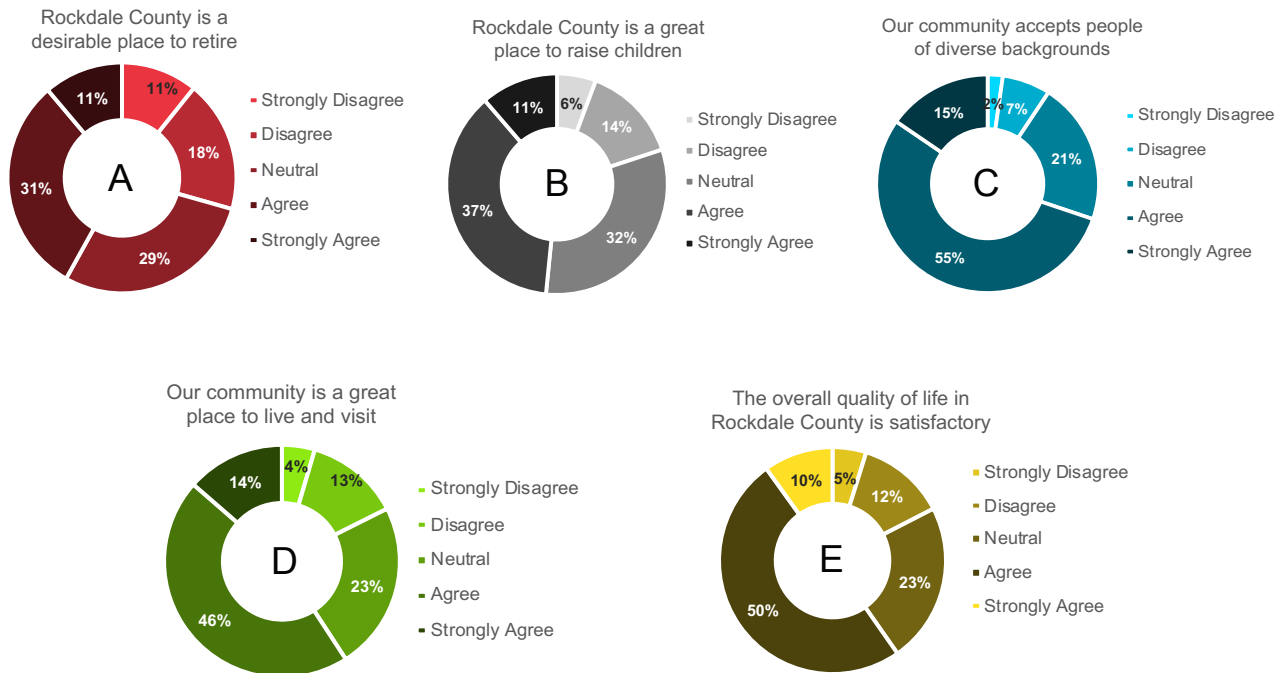 Rockdale County is a
desirable place to retire
11%
18%
29%
31%
11%
A
Strongly Disagree
Disagree
Neutral
Agree
Strongly Agree
Rockdale County is a great
place to raise children
6%
14%
32%
37%
11%
B
Strongly Disagree
Disagree
Neutral
Agree
Strongly Agree
Our community accepts people
of diverse backgrounds
2%
7%
21%
55%
15%
C
Strongly Disagree
Disagree
Neutral
Agree
Strongly Agree
Our community is a great
place to live and visit
4%
13%
23%
46%
14%
D
Strongly Disagree
Disagree
Neutral
Agree
Strongly Agree
The overall quality of life in
Rockdale County is satisfactory
5%
12%
23%
50%
10%
E
Strongly Disagree
Disagree
Neutral
Agree
Strongly Agree